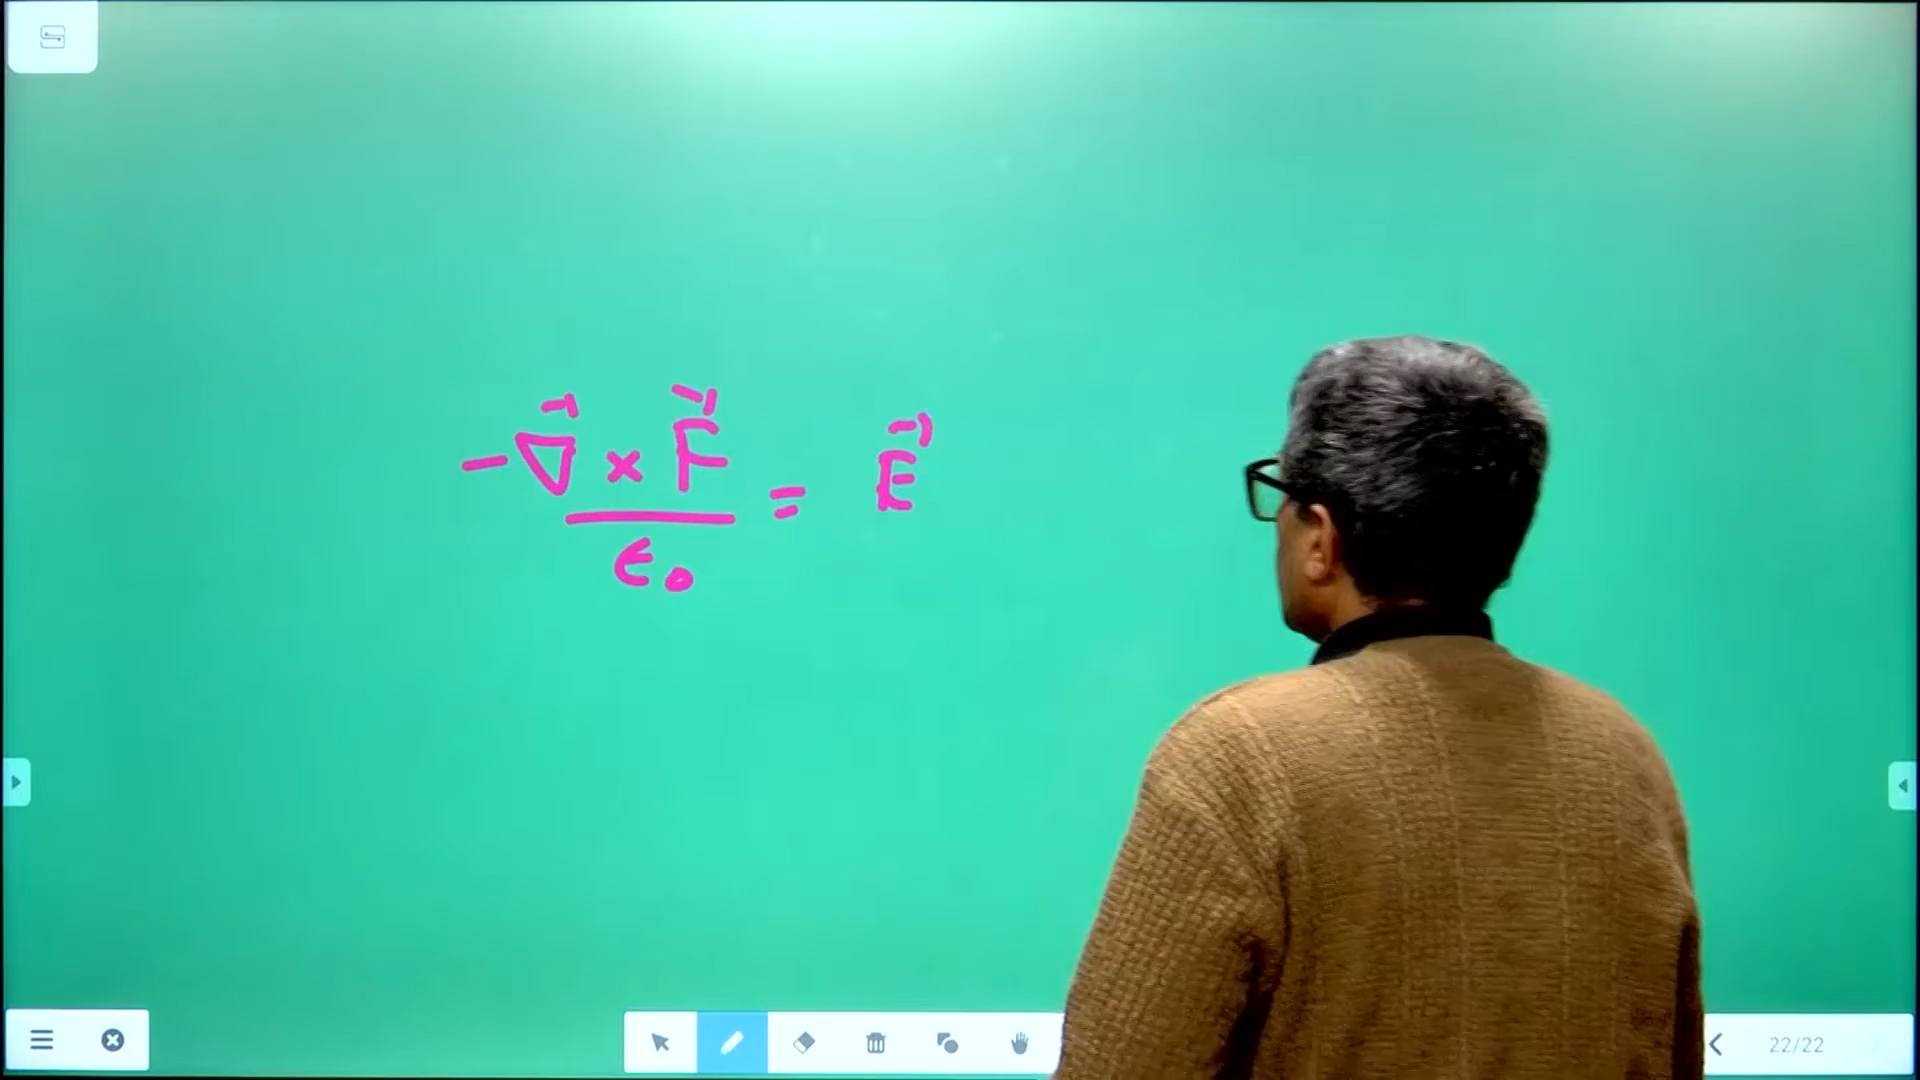 -∇⃗ × F⃗ / ϵ₀ = E⃗
22/22